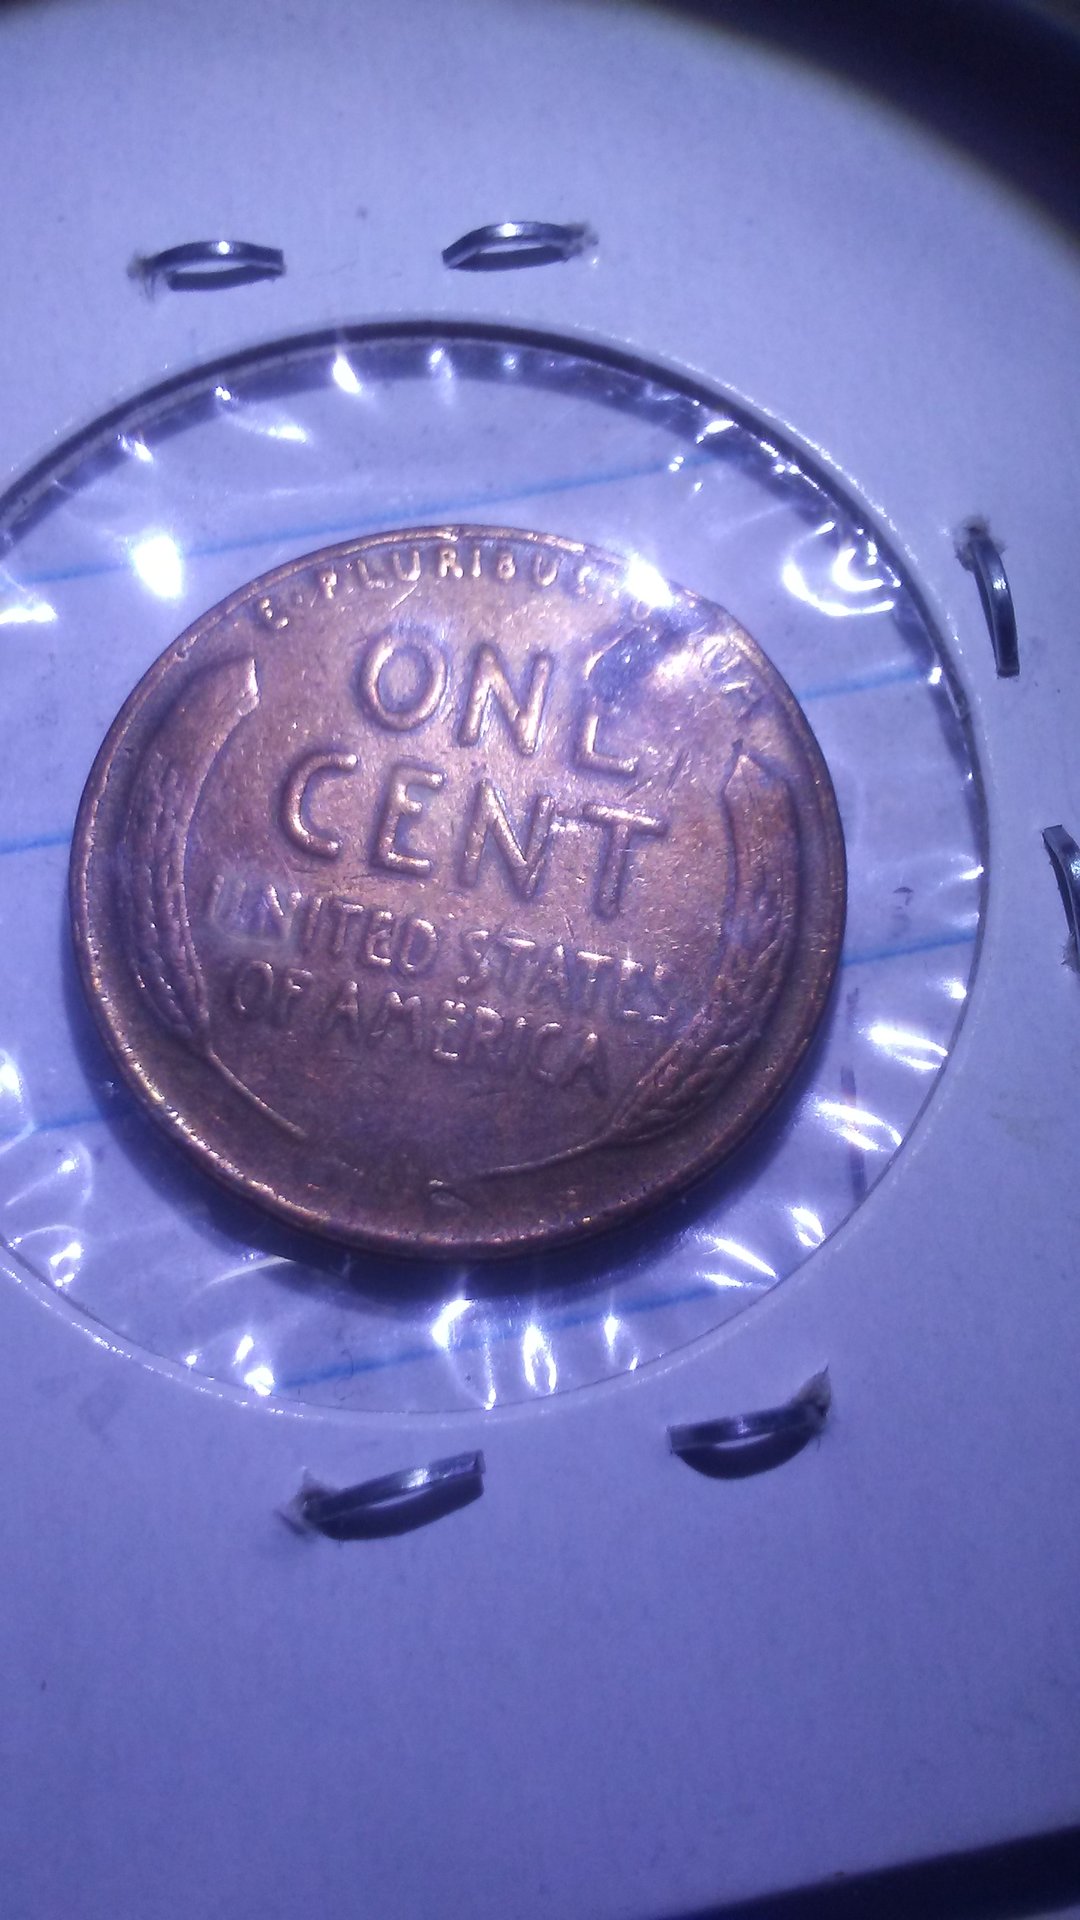 E · PLURIBUS · U
ONE
CENT
UNITED STATES
OF AMERICA